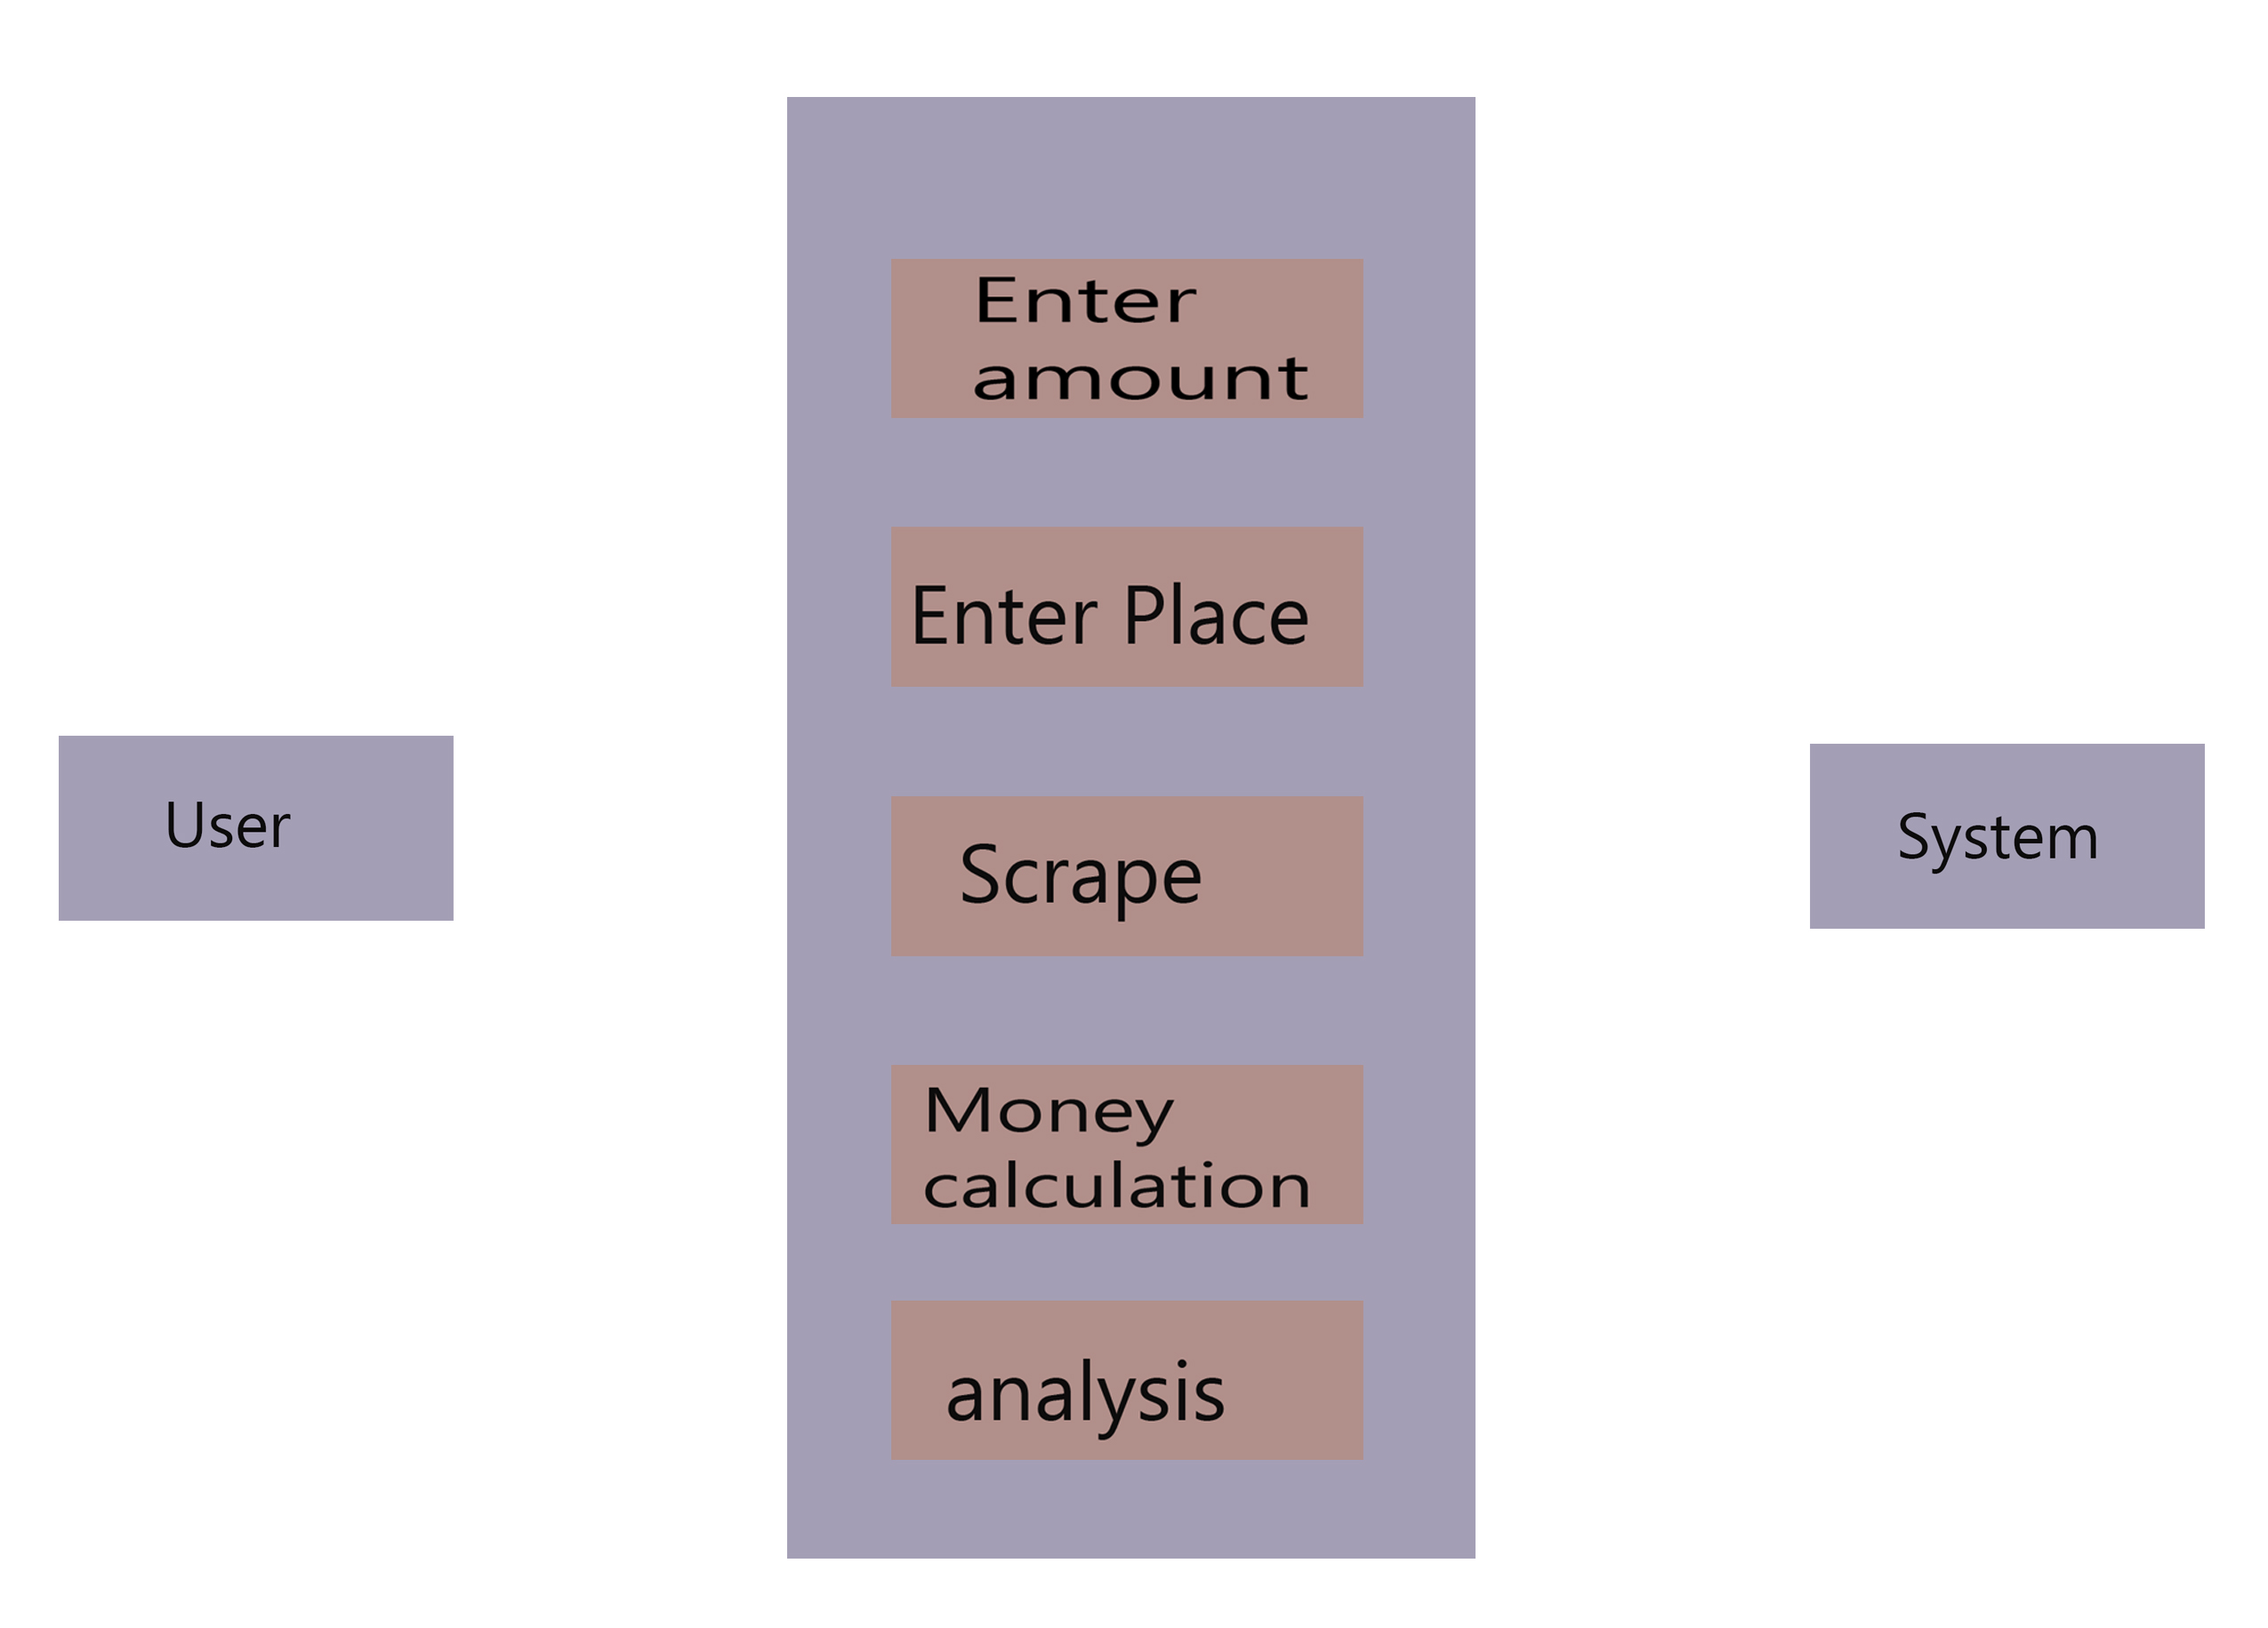 Enter
amount
Enter Place
Scrape
Money
calculation
analysis
User
System